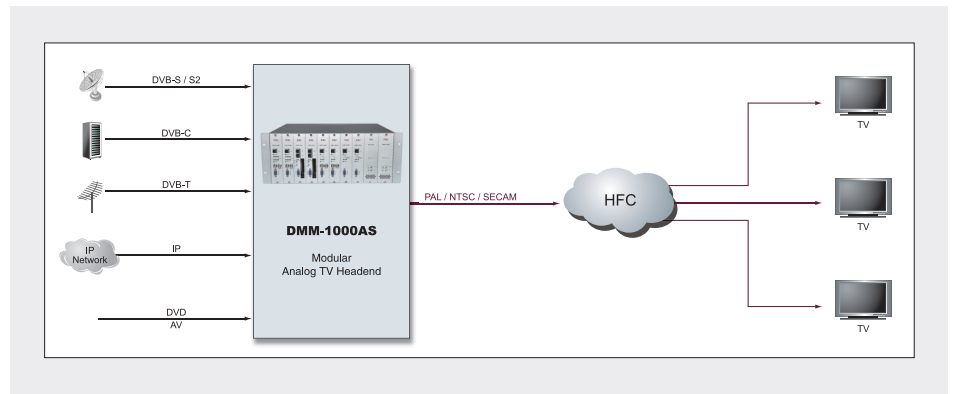 DVB-S / S2
DVB-C
DVB-T
IP
Network
IP
DVD
AV
DMM-1000AS
Modular
Analog TV Headend
PAL / NTSC / SECAM
HFC
TV
TV
TV